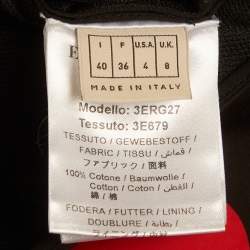 I F U.S.A. U.K.
40 36 4 8
MADE IN ITALY
Modello: 3ERG27
Tessuto: 3E679
TESSUTO / GEWEBESTOFF /
FABRIC / TISSU / قماش /
ファブリック / 面料
100% Cotone / Baumwolle /
Cotton / Coton / القطن /
綿 / 棉
FODERA / FUTTER / LINING /
DOUBLURE / بطانة /